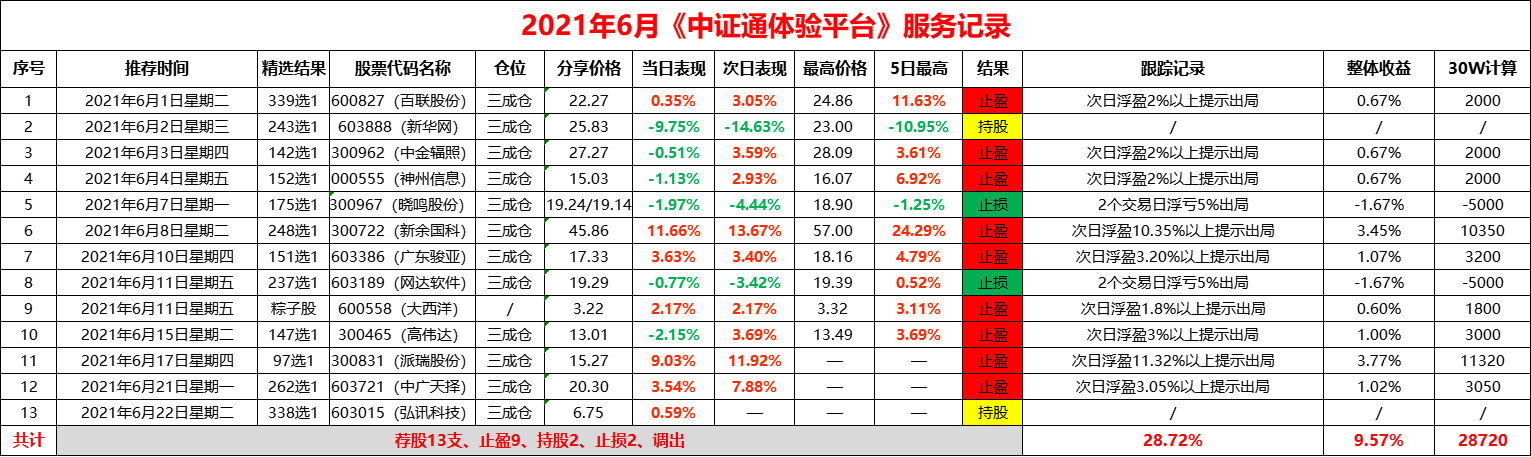 2021年6月《中证通体验平台》服务记录
序号 推荐时间 精选结果 股票代码名称 仓位 分享价格 当日表现 次日表现 最高价格 5日最高 结果 跟踪记录 整体收益 30W计算
1 2021年6月1日星期二 339选1 600827（百联股份） 三成仓 22.27 0.35% 3.05% 24.86 11.63% 止盈 次日浮盈2%以上提示出局 0.67% 2000
2 2021年6月2日星期三 243选1 603888（新华网） 三成仓 25.83 -9.75% -14.63% 23.00 -10.95% 持股 / / /
3 2021年6月3日星期四 142选1 300962（中金辐照） 三成仓 27.27 -0.51% 3.59% 28.09 3.61% 止盈 次日浮盈2%以上提示出局 0.67% 2000
4 2021年6月4日星期五 152选1 000555（神州信息） 三成仓 15.03 -1.13% 2.93% 16.07 6.92% 止盈 次日浮盈2%以上提示出局 0.67% 2000
5 2021年6月7日星期一 175选1 300967（晓鸣股份） 三成仓 19.24/19.14 -1.97% -4.44% 18.90 -1.25% 止损 2个交易日浮亏5%出局 -1.67% -5000
6 2021年6月8日星期二 248选1 300722（新余国科） 三成仓 45.86 11.66% 13.67% 57.00 24.29% 止盈 次日浮盈10.35%以上提示出局 3.45% 10350
7 2021年6月10日星期四 151选1 603386（广东骏亚） 三成仓 17.33 3.63% 3.40% 18.16 4.79% 止盈 次日浮盈3.20%以上提示出局 1.07% 3200
8 2021年6月11日星期五 237选1 603189（网达软件） 三成仓 19.29 -0.77% -3.42% 19.39 0.52% 止损 2个交易日浮亏5%出局 -1.67% -5000
9 2021年6月11日星期五 粽子股 600558（大西洋） / 3.22 2.17% 2.17% 3.32 3.11% 止盈 次日浮盈1.8%以上提示出局 0.60% 1800
10 2021年6月15日星期二 147选1 300465（高伟达） 三成仓 13.01 -2.15% 3.69% 13.49 3.69% 止盈 次日浮盈3%以上提示出局 1.00% 3000
11 2021年6月17日星期四 97选1 300831（派瑞股份） 三成仓 15.27 9.03% 11.92% — — 止盈 次日浮盈11.32%以上提示出局 3.77% 11320
12 2021年6月21日星期一 262选1 603721（中广天择） 三成仓 20.30 3.54% 7.88% — — 止盈 次日浮盈3.05%以上提示出局 1.02% 3050
13 2021年6月22日星期二 338选1 603015（弘讯科技） 三成仓 6.75 0.59% — — — 持股 / / /
共计 荐股13支、止盈9、持股2、止损2、调出 28.72% 9.57% 28720